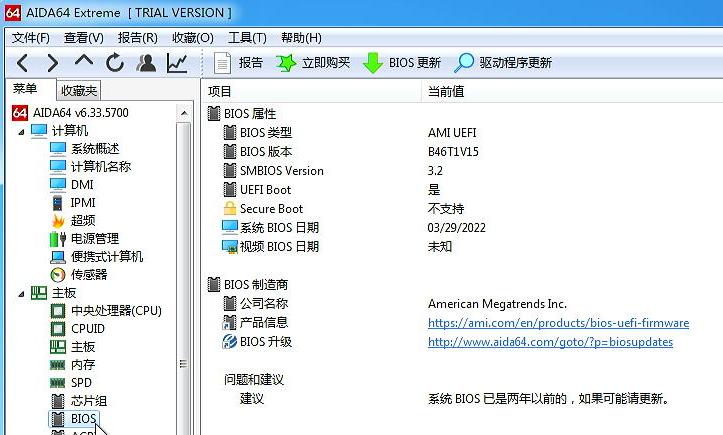 64 AIDA64 Extreme [ TRIAL VERSION ]
文件(F) 查看(V) 报告(R) 收藏(O) 工具(T) 帮助(H)
报告 立即购买 BIOS 更新 驱动程序更新
菜单 收藏夹
项目 当前值
64 AIDA64 v6.33.5700
计算机
系统概述
计算机名称
DMI
IPMI
超频
电源管理
便携式计算机
传感器
主板
中央处理器(CPU)
CPUID
主板
内存
SPD
芯片组
BIOS
BIOS 属性
BIOS 类型 AMI UEFI
BIOS 版本 B46T1V15
SMBIOS Version 3.2
UEFI Boot 是
Secure Boot 不支持
系统 BIOS 日期 03/29/2022
视频 BIOS 日期 未知
BIOS 制造商
公司名称 American Megatrends Inc.
产品信息 https://ami.com/en/products/bios-uefi-firmware
BIOS 升级 http://www.aida64.com/goto/?p=biosupdates
问题和建议
建议 系统 BIOS 已是两年以前的，如果可能请更新。